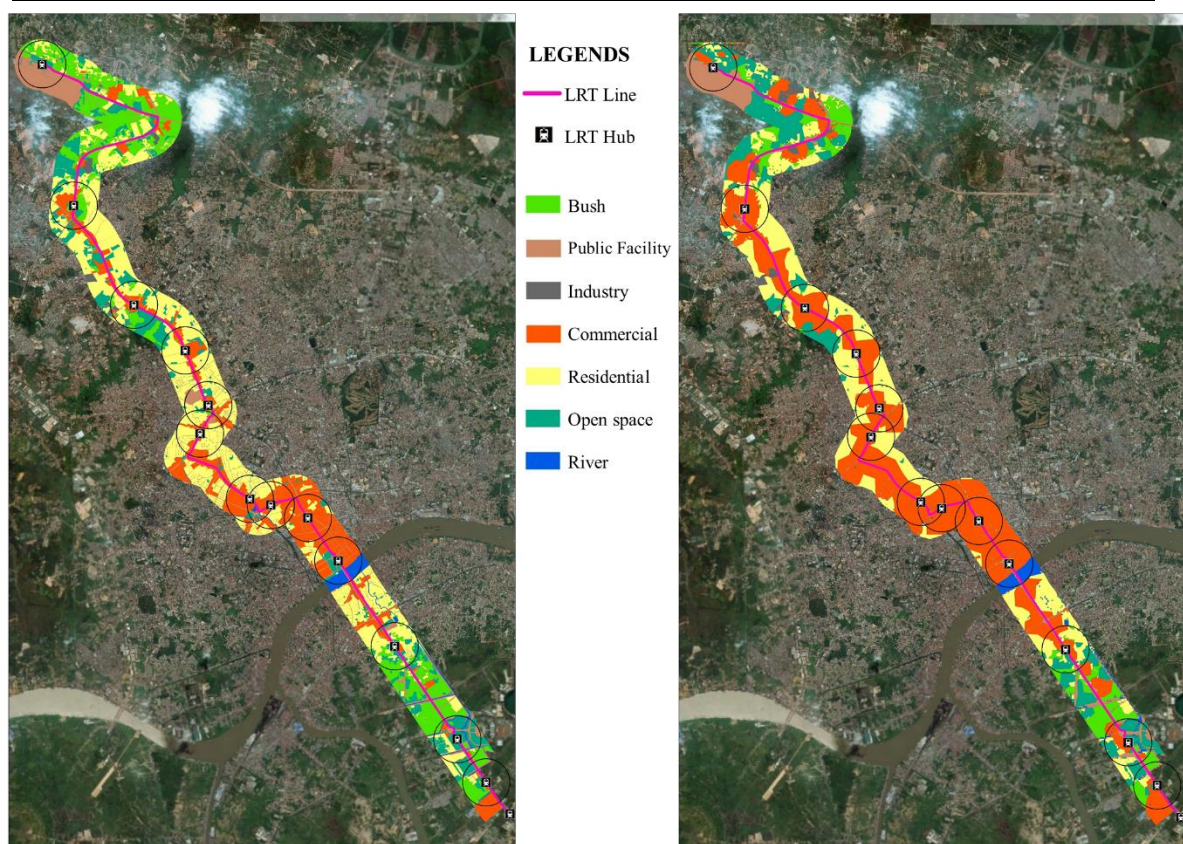 LEGENDS
LRT Line
LRT Hub
Bush
Public Facility
Industry
Commercial
Residential
Open space
River